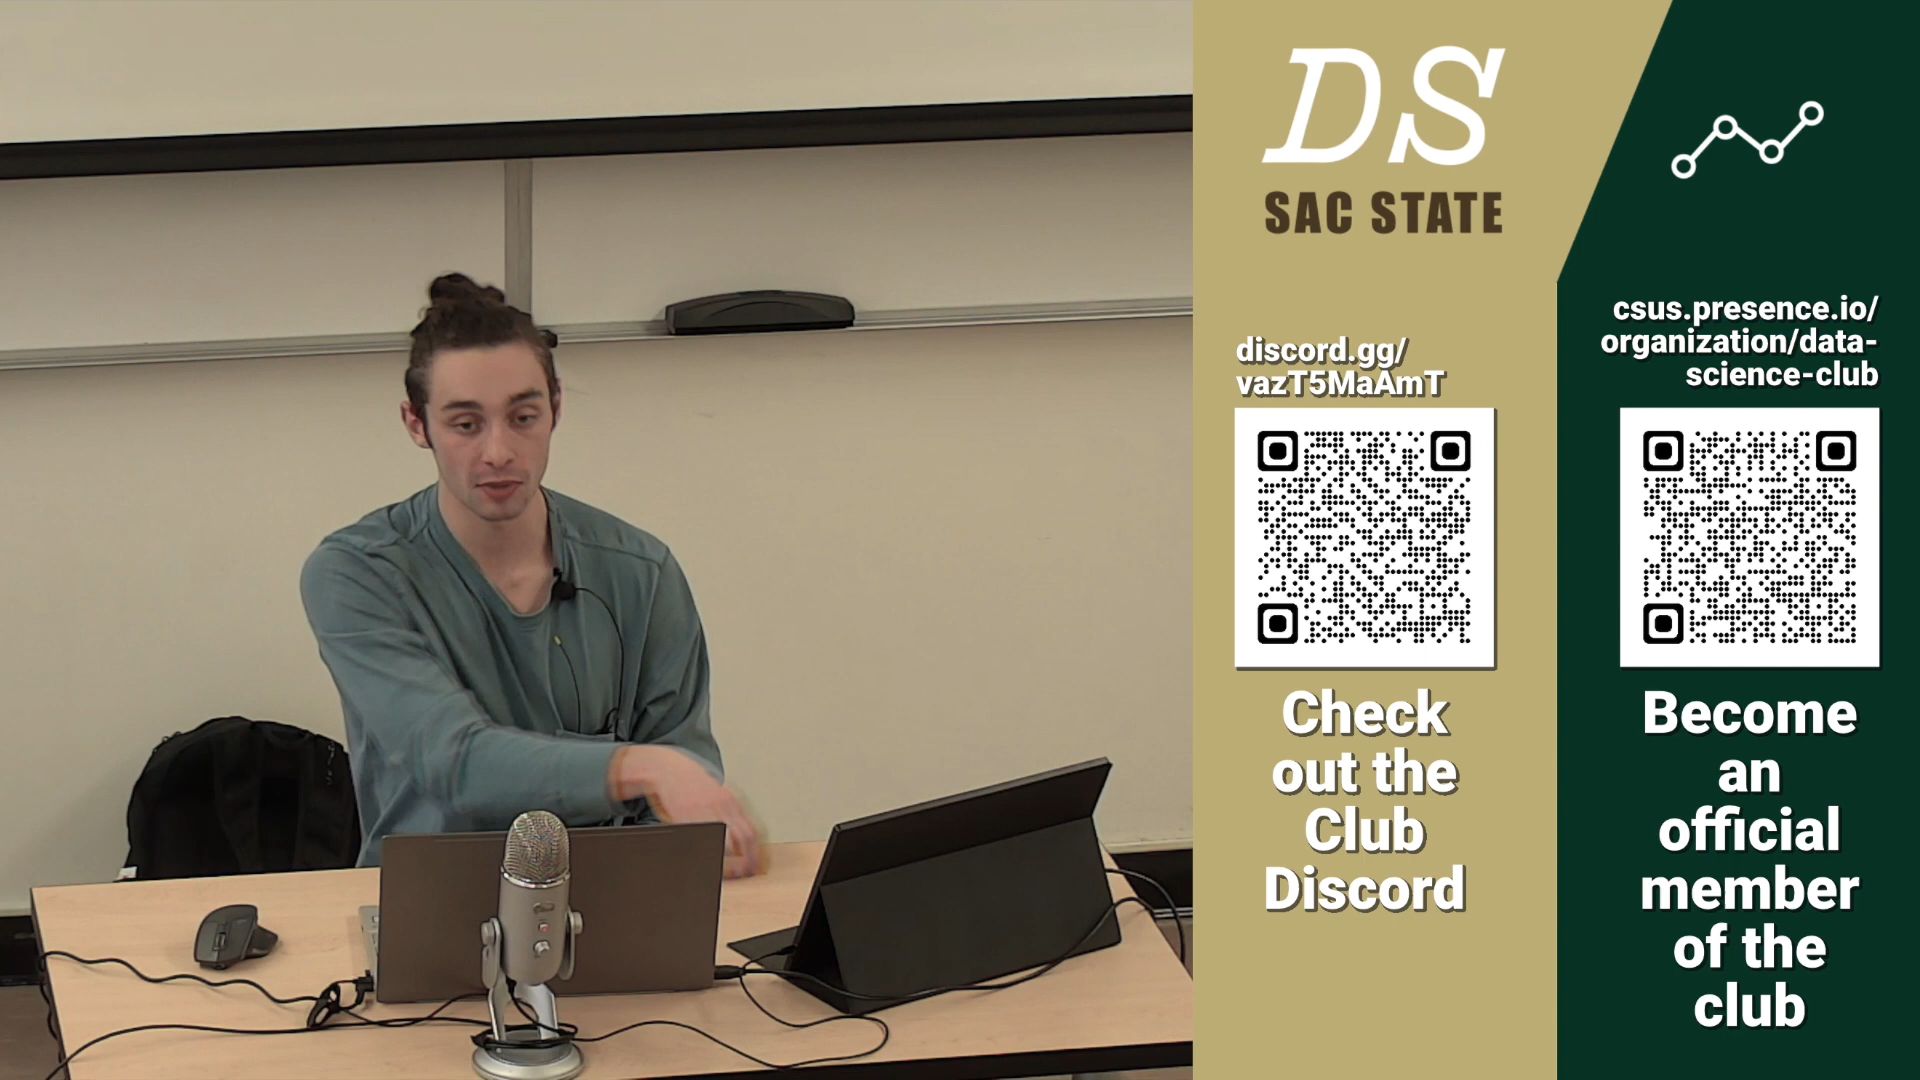 DS
SAC STATE
discord.gg/
vazT5MaAmT
Check
out the
Club
Discord
csus.presence.io/
organization/data-
science-club
Become
an
official
member
of the
club